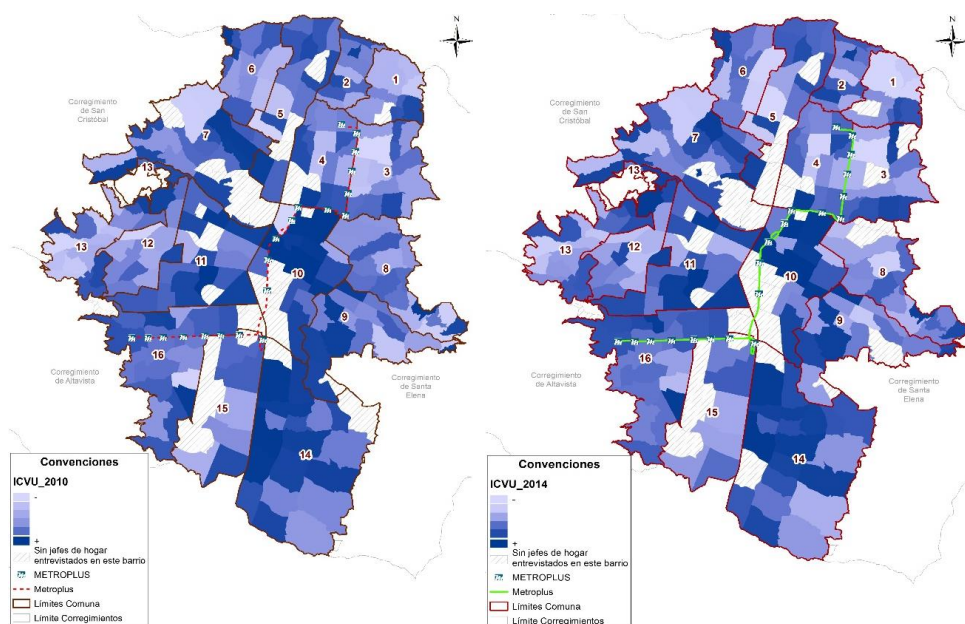 N
6
2
1
Corregimiento
de San
Cristóbal
5
7
4
3
13
13
12
11
8
10
9
16
Corregimiento
de Altavista
Corregimiento
de Santa
Elena
15
14
Convenciones
ICVU_2010
-
+
Sin jefes de hogar
entrevistados en este barrio
METROPLUS
Metroplus
Límites Comuna
Límite Corregimientos
N
6
2
1
Corregimiento
de San
Cristóbal
5
7
4
3
13
13
12
11
8
10
9
16
Corregimiento
de Altavista
Corregimiento
de Santa
Elena
15
14
Convenciones
ICVU_2014
-
+
Sin jefes de hogar
entrevistados en este barrio
METROPLUS
Metroplus
Límites Comuna
Límite Corregimientos